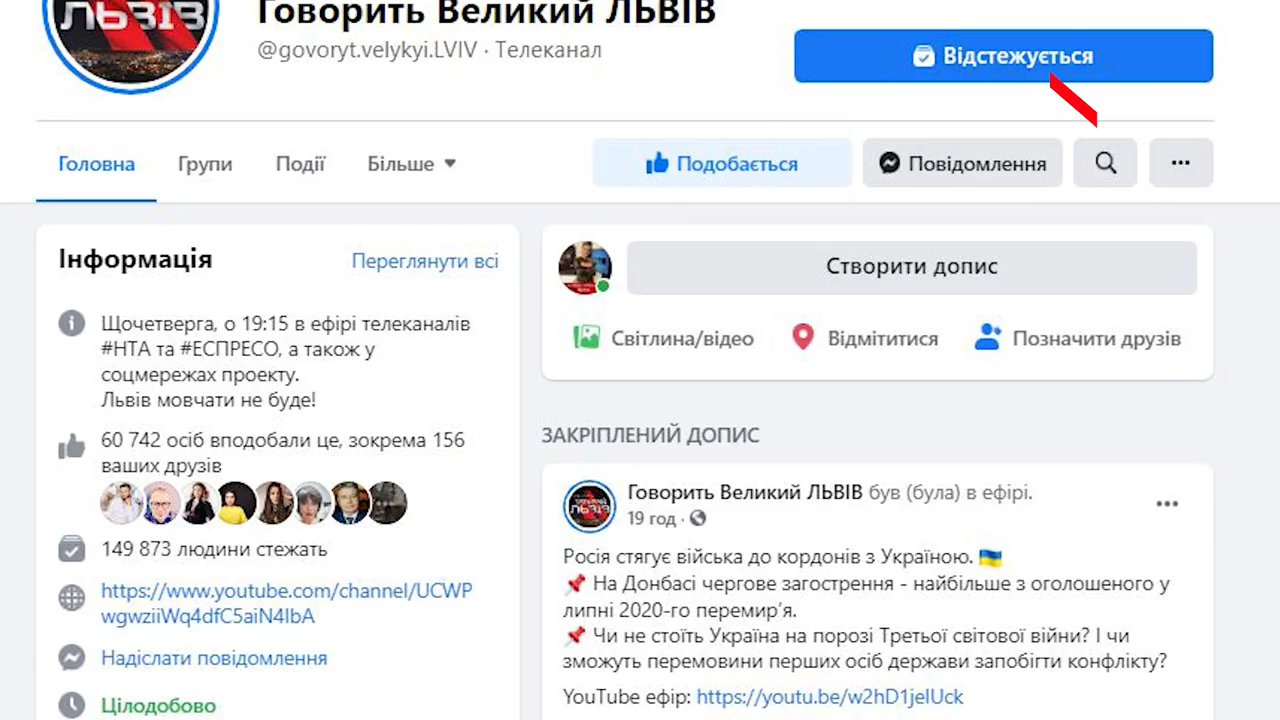 ЛЬВІВ
Говорить Великий ЛЬВІВ
@govoryt.velykyi.LVIV · Телеканал
Відстежується
Головна Групи Події Більше
Подобається Повідомлення
Інформація Переглянути всі
Щочетверга, о 19:15 в ефірі телеканалів
#НТА та #ЕСПРЕСО, а також у
соцмережах проекту.
Львів мовчати не буде!
60 742 осіб вподобали це, зокрема 156
ваших друзів
149 873 людини стежать
https://www.youtube.com/channel/UCWP
wgwziiWq4dfC5aiN4IbA
Надіслати повідомлення
Цілодобово
Створити допис
Світлина/відео Відмітитися Позначити друзів
ЗАКРІПЛЕНИЙ ДОПИС
Говорить Великий ЛЬВІВ був (була) в ефірі.
19 год ·
Росія стягує війська до кордонів з Україною. 🇺🇦
📌 На Донбасі чергове загострення - найбільше з оголошеного у
липні 2020-го перемир’я.
📌 Чи не стоїть Україна на порозі Третьої світової війни? І чи
зможуть перемовини перших осіб держави запобігти конфлікту?
YouTube ефір: https://youtu.be/w2hD1jeIUck